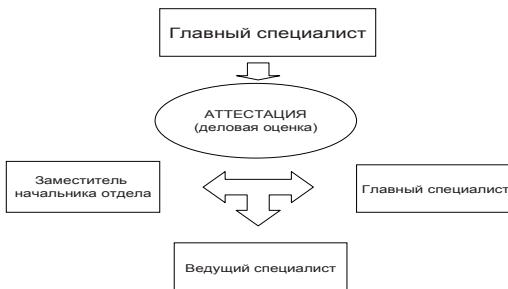 Главный специалист
АТТЕСТАЦИЯ
(деловая оценка)
Заместитель
начальника отдела
Главный специалист
Ведущий специалист